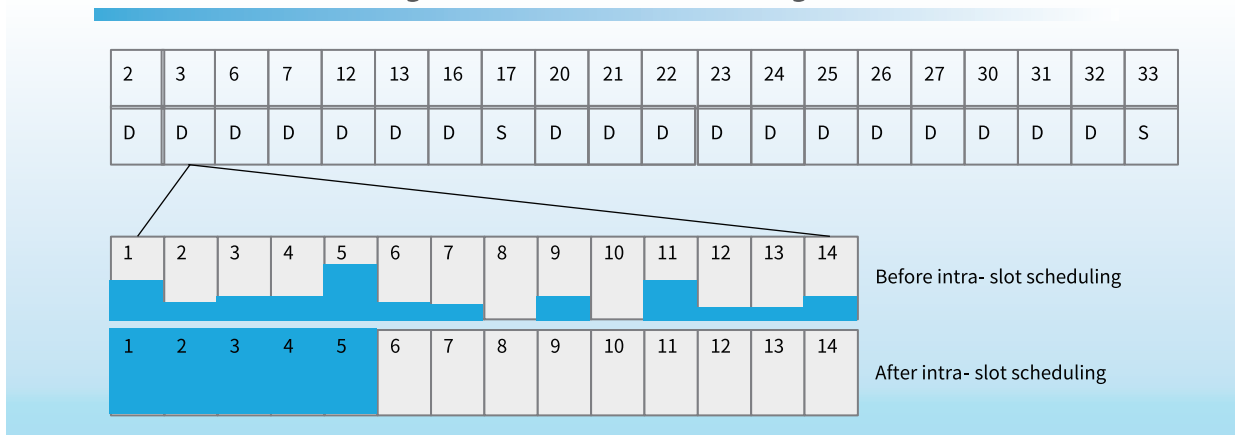 2 3 6 7 12 13 16 17 20 21 22 23 24 25 26 27 30 31 32 33
D D D D D D D S D D D D D D D D D D D S
1 2 3 4 5 6 7 8 9 10 11 12 13 14
Before intra- slot scheduling
1 2 3 4 5 6 7 8 9 10 11 12 13 14
After intra- slot scheduling